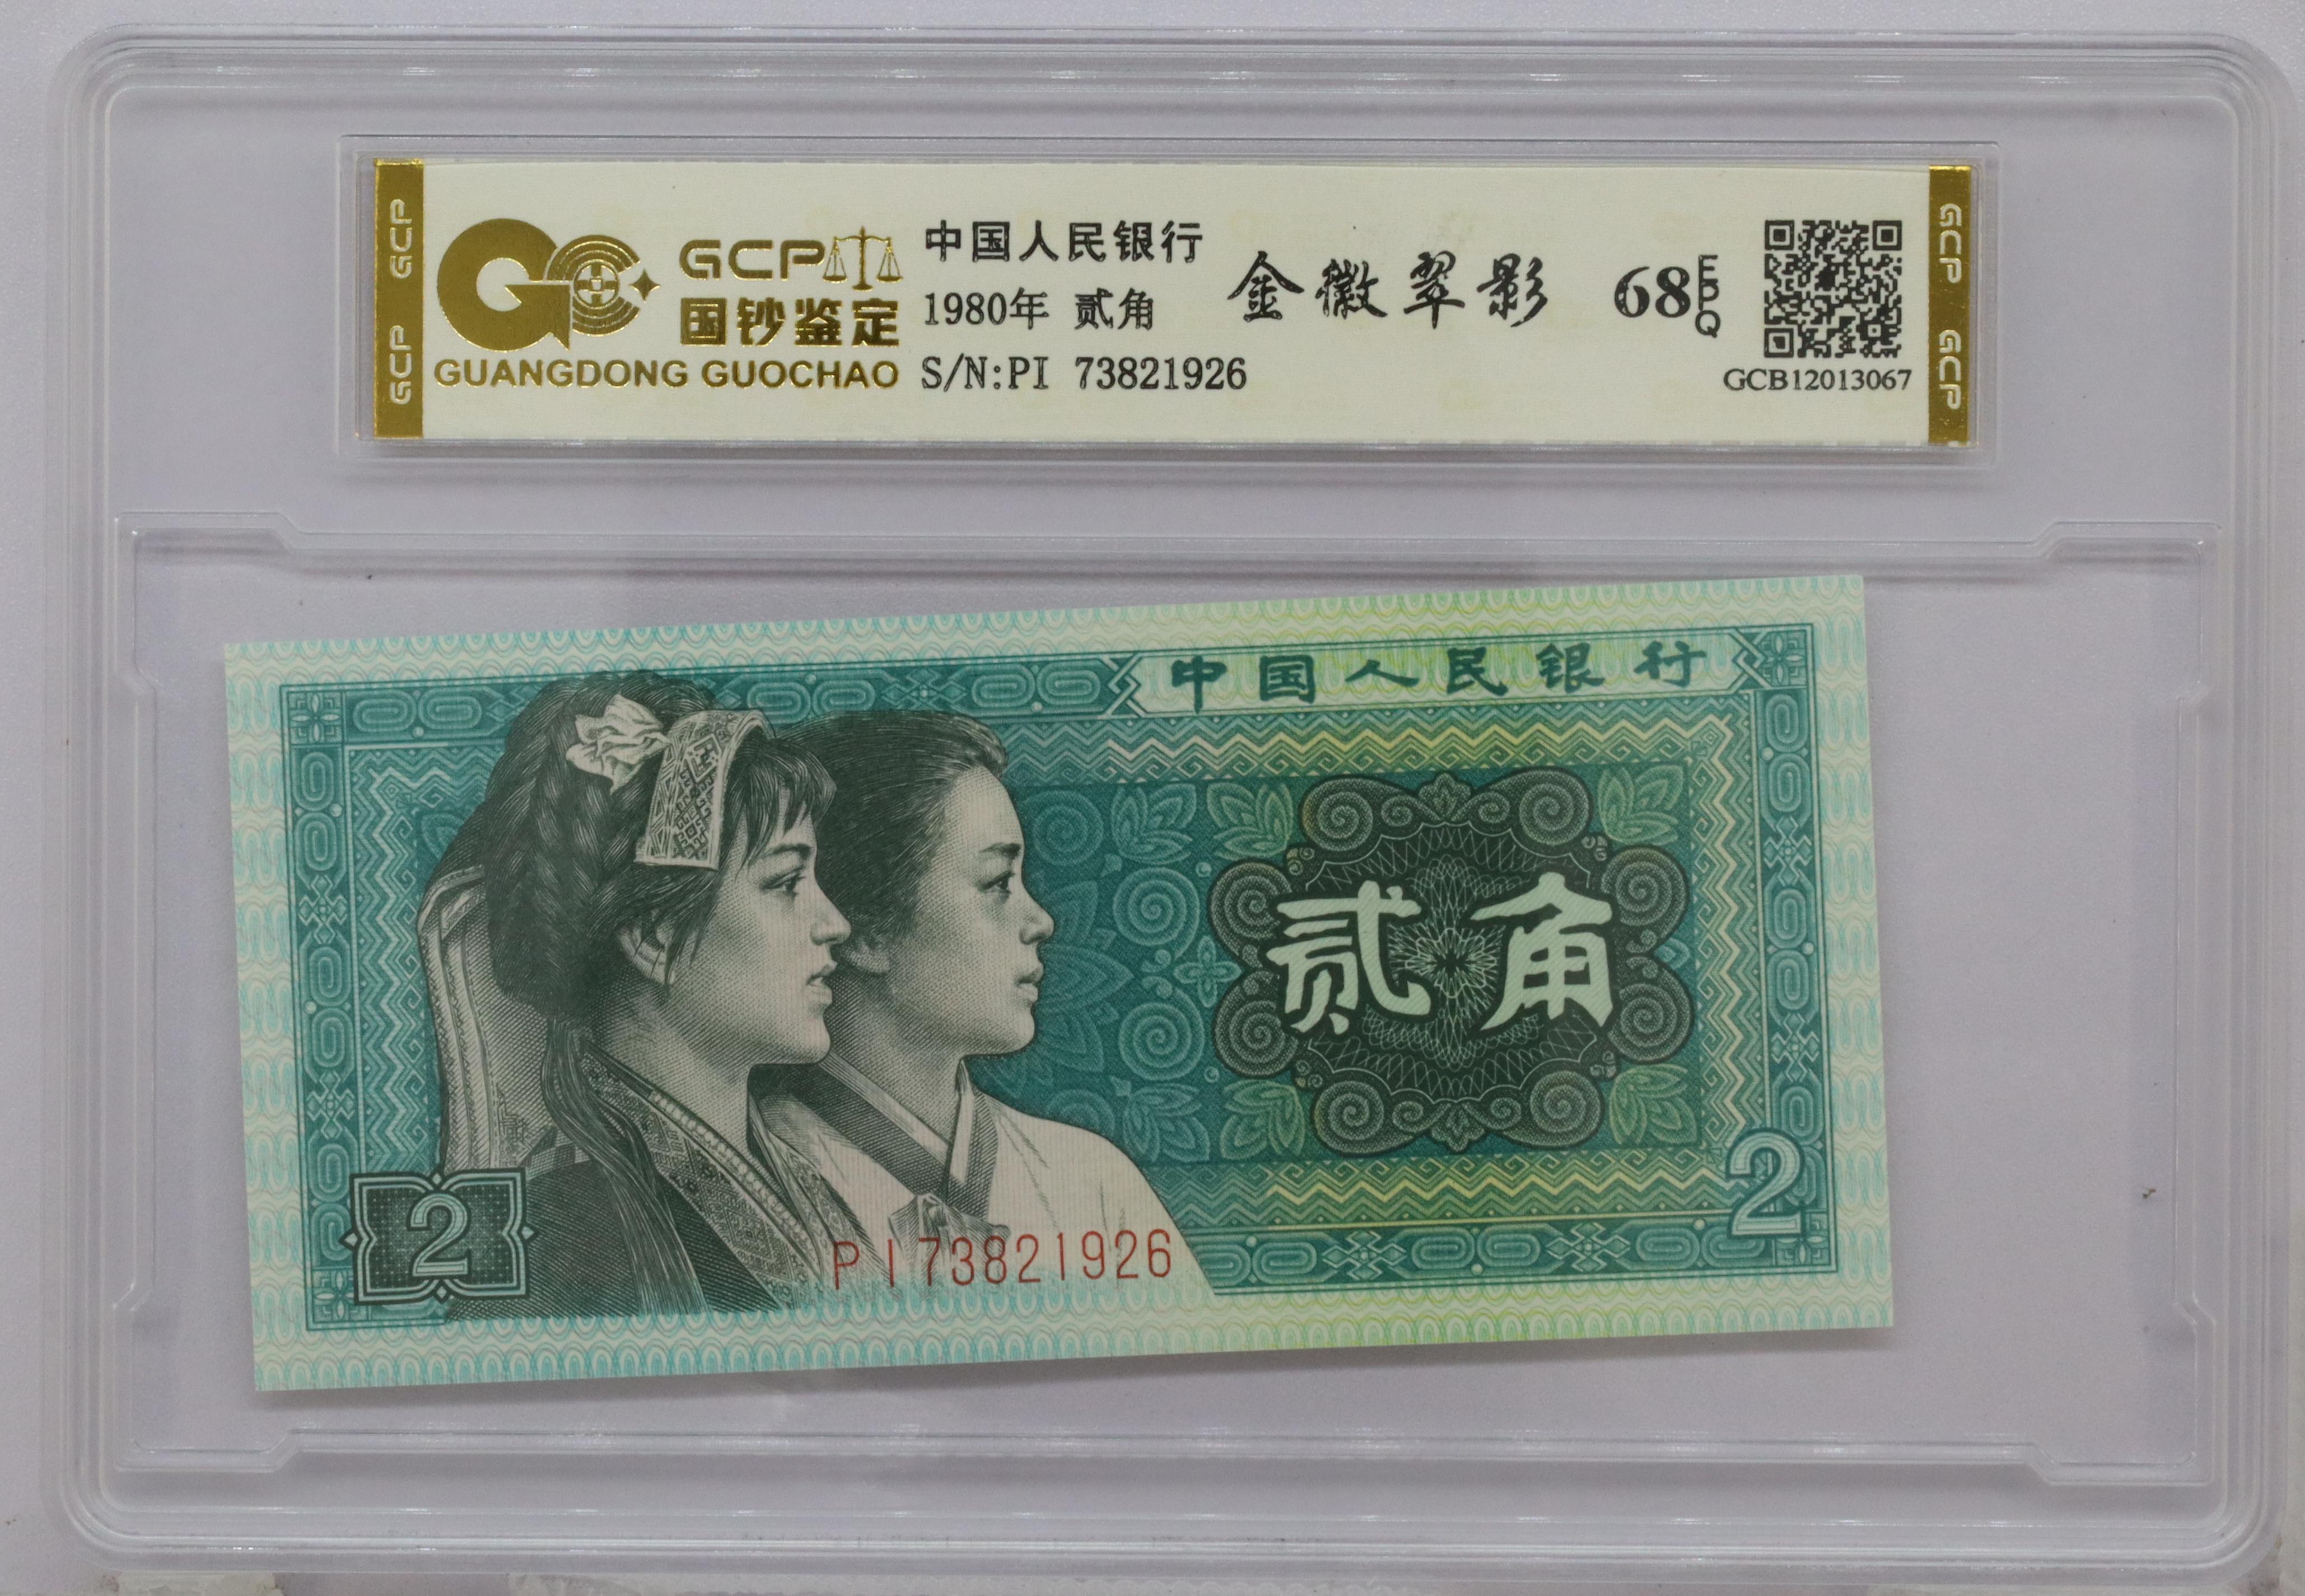 GCP GCP
GCP
国钞鉴定
GUANGDONG GUOCHAO
中国人民银行
1980年 贰角
S/N:PI 73821926
金徽翠影
68 EPQ
GCB12013067
GCP GCP
中国人民银行
贰角
2
2
PI73821926